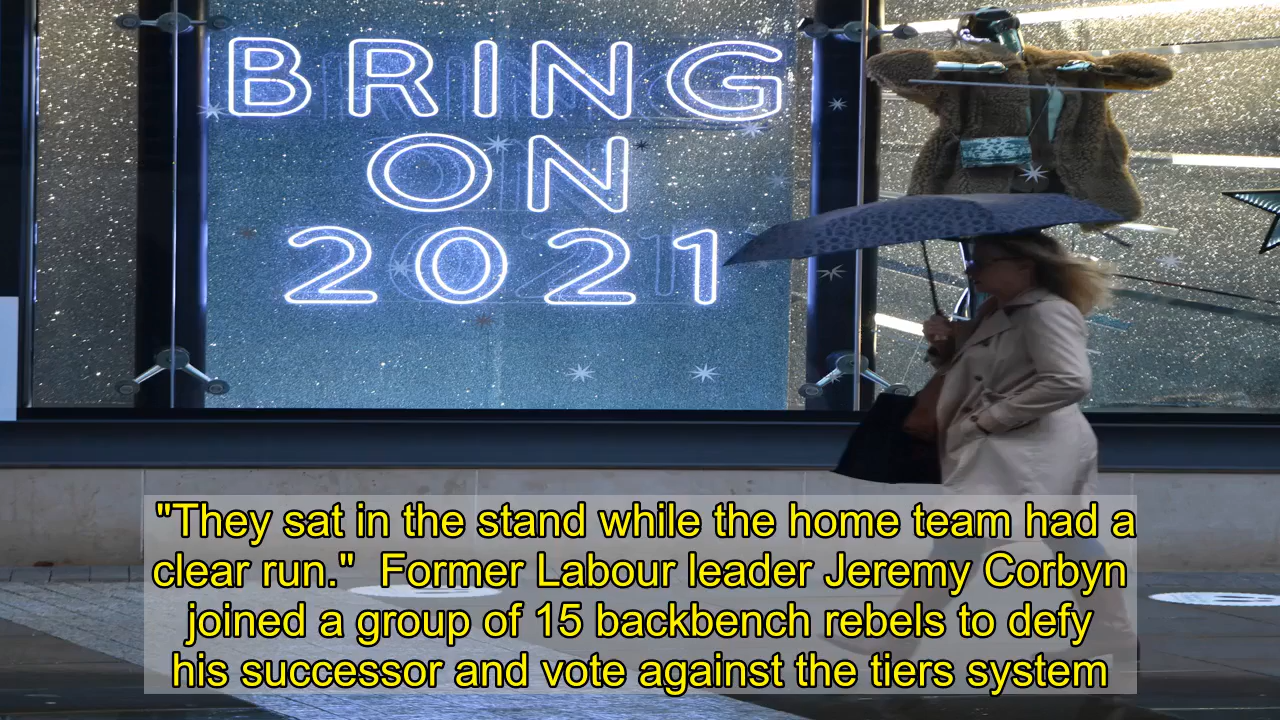 BRING
ON
2021
"They sat in the stand while the home team had a
clear run."  Former Labour leader Jeremy Corbyn
joined a group of 15 backbench rebels to defy
his successor and vote against the tiers system